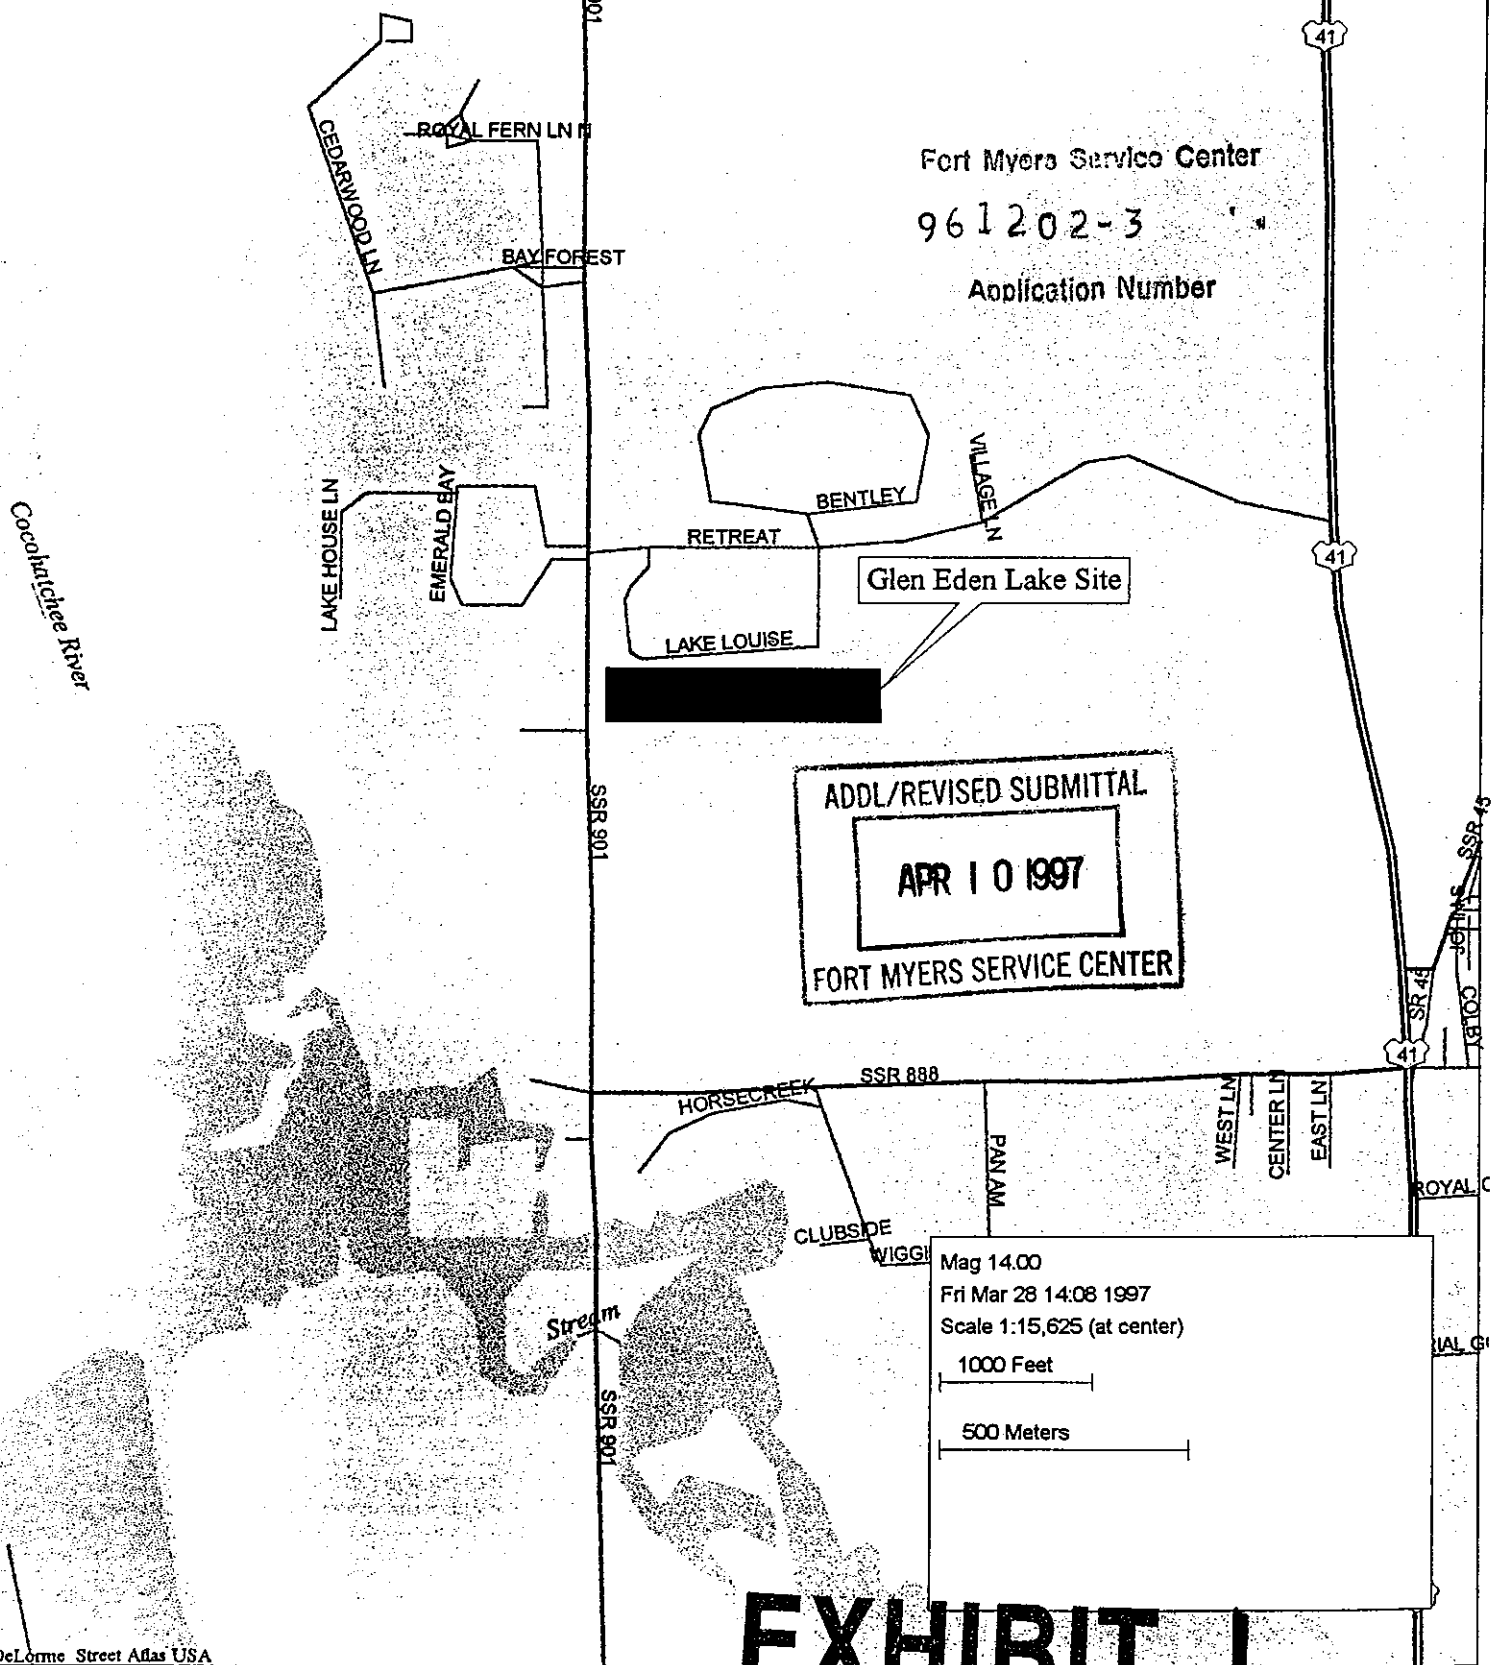 901
41
CEDARWOOD LN
ROYAL FERN LN N
BAY FOREST
Fort Myers Service Center
961202-3
Application Number
LAKE HOUSE LN
EMERALD BAY
BENTLEY
VILLAGE LN
RETREAT
41
Glen Eden Lake Site
LAKE LOUISE
Cocohatchee River
SSR 901
ADDL/REVISED SUBMITTAL
APR 10 1997
FORT MYERS SERVICE CENTER
SSR 45
SR 45
COLBY
41
SSR 888
HORSECREEK
PAN AM
WEST LN
CENTER LN
EAST LN
ROYAL C
CLUBSIDE
WIGGI
Stream
SSR 901
Mag 14.00
Fri Mar 28 14:08 1997
Scale 1:15,625 (at center)
1000 Feet
500 Meters
IAL G
EXHIBIT
DeLorme Street Atlas USA